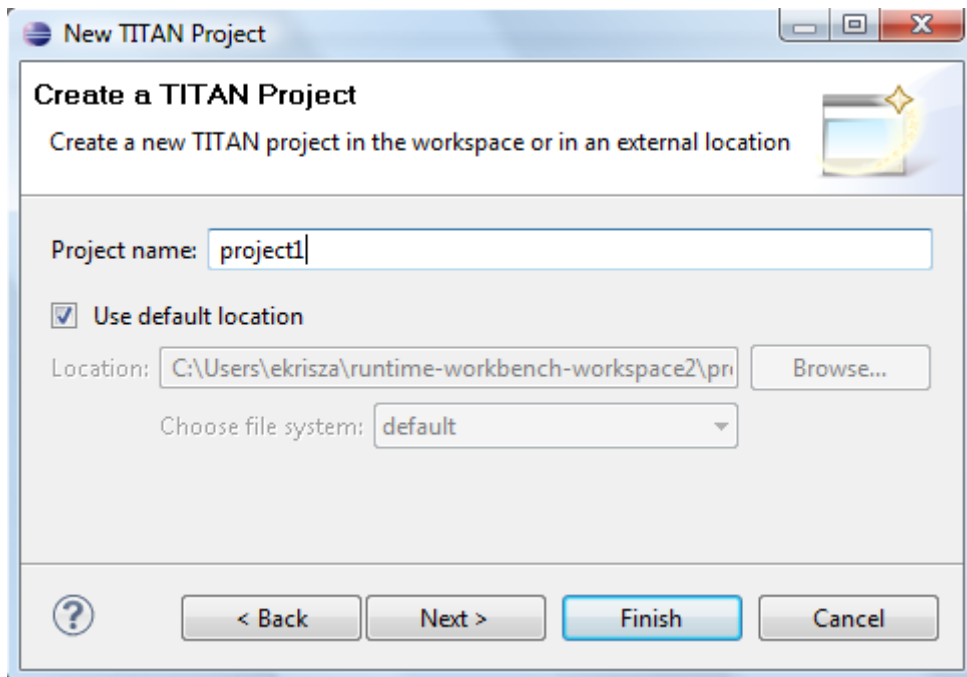 New TITAN Project
Create a TITAN Project
Create a new TITAN project in the workspace or in an external location
Project name: project1
Use default location
Location: C:\Users\ekrisza\runtime-workbench-workspace2\pr Browse...
Choose file system: default
? < Back Next > Finish Cancel